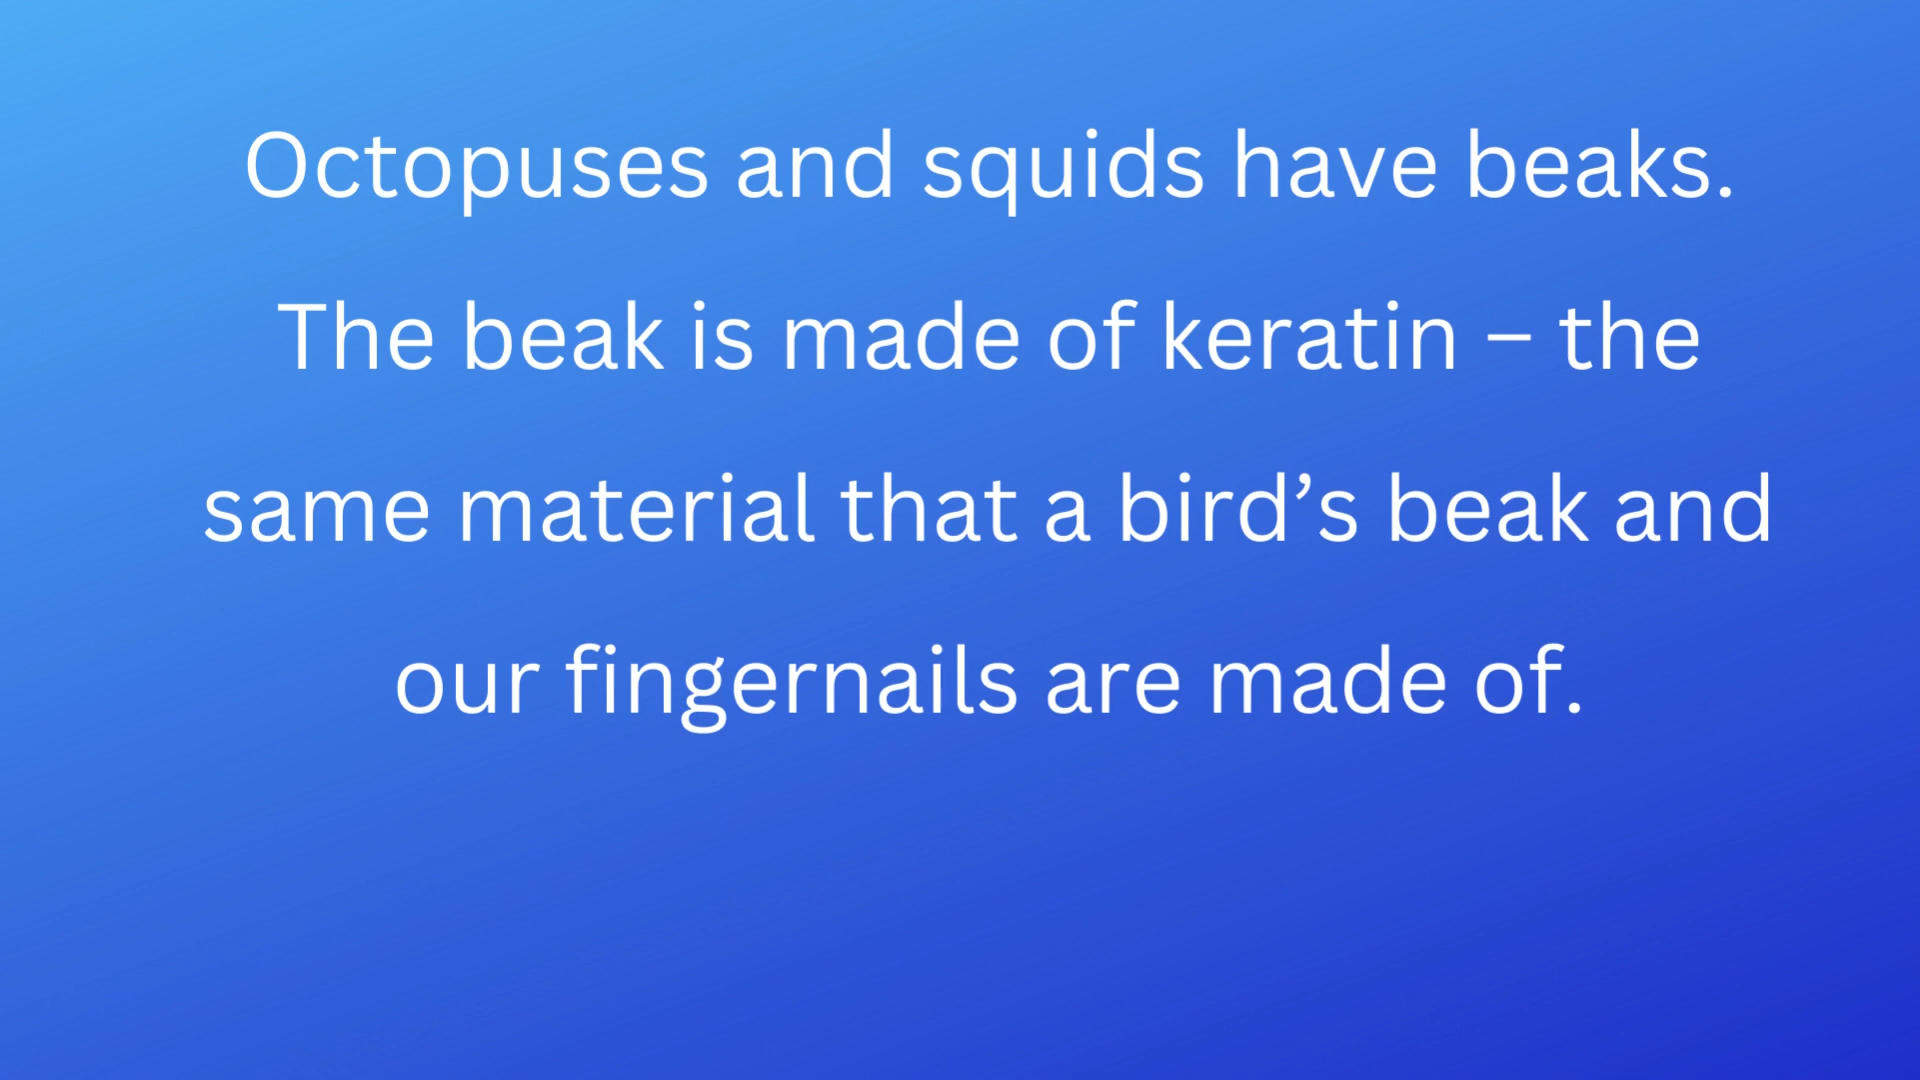 Octopuses and squids have beaks.
The beak is made of keratin – the
same material that a bird’s beak and
our fingernails are made of.